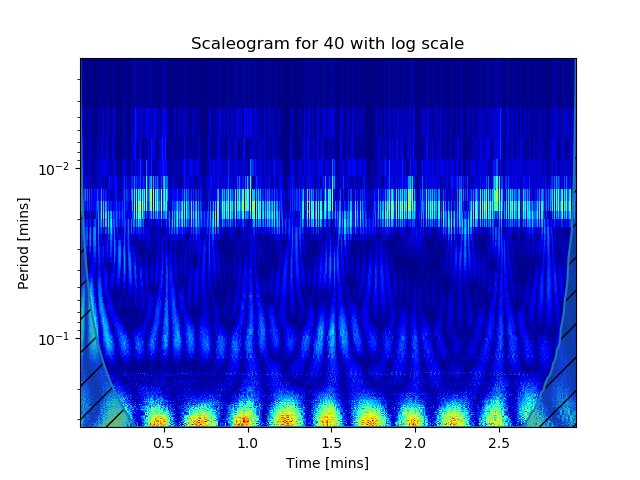 Scaleogram for 40 with log scale
Period [mins]
10⁻²
10⁻¹
0.5 1.0 1.5 2.0 2.5
Time [mins]